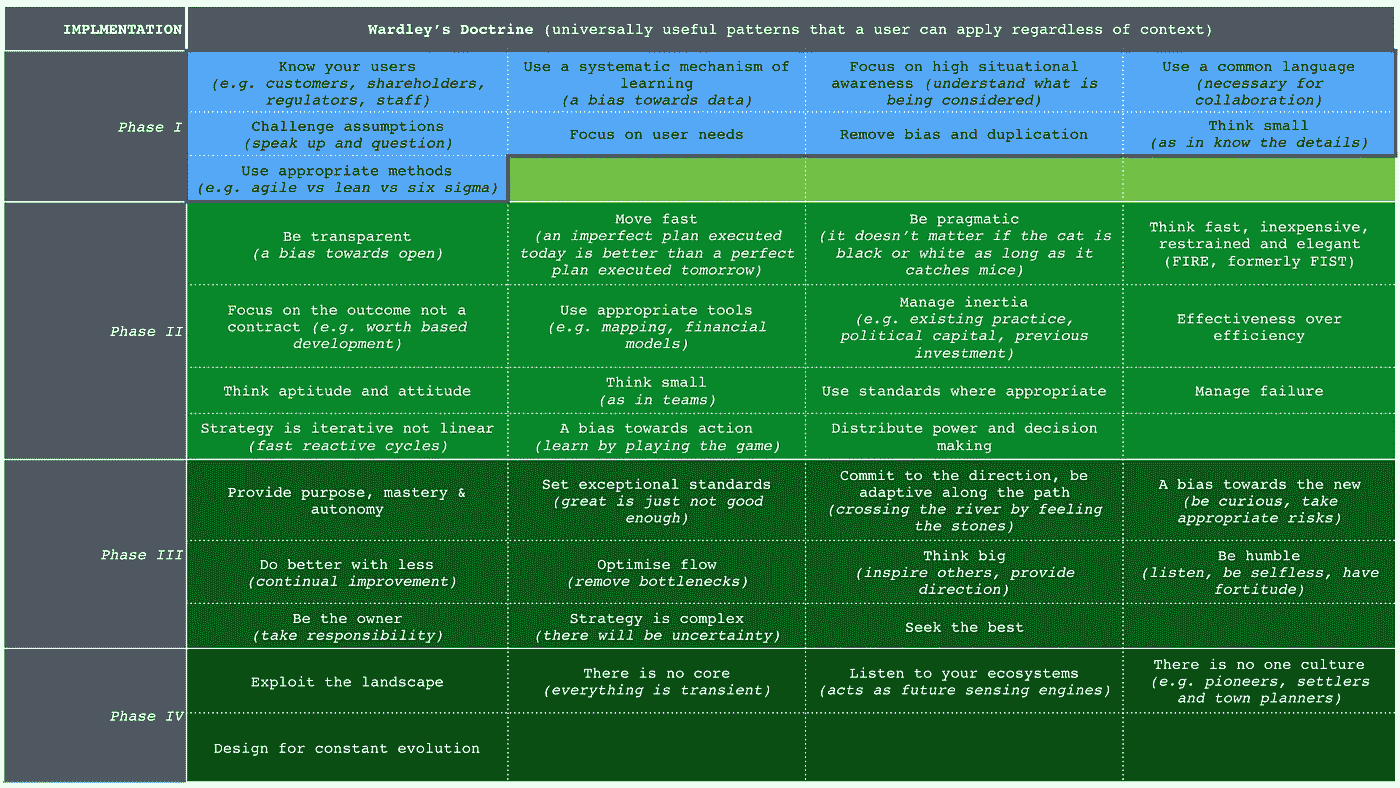 IMPLMENTATION
Wardley's Doctrine (universally useful patterns that a user can apply regardless of context)
Phase I
Know your users
(e.g. customers, shareholders,
regulators, staff)
Use a systematic mechanism of
learning
(a bias towards data)
Focus on high situational
awareness (understand what is
being considered)
Use a common language
(necessary for
collaboration)
Challenge assumptions
(speak up and question)
Focus on user needs
Remove bias and duplication
Think small
(as in know the details)
Use appropriate methods
(e.g. agile vs lean vs six sigma)
Phase II
Be transparent
(a bias towards open)
Move fast
(an imperfect plan executed
today is better than a perfect
plan executed tomorrow)
Be pragmatic
(it doesn't matter if the cat is
black or white as long as it
catches mice)
Think fast, inexpensive,
restrained and elegant
(FIRE, formerly FIST)
Focus on the outcome not a
contract (e.g. worth based
development)
Use appropriate tools
(e.g. mapping, financial
models)
Manage inertia
(e.g. existing practice,
political capital, previous
investment)
Effectiveness over
efficiency
Think aptitude and attitude
Think small
(as in teams)
Use standards where appropriate
Manage failure
Strategy is iterative not linear
(fast reactive cycles)
A bias towards action
(learn by playing the game)
Distribute power and decision
making
Phase III
Provide purpose, mastery &
autonomy
Set exceptional standards
(great is just not good
enough)
Commit to the direction, be
adaptive along the path
(crossing the river by feeling
the stones)
A bias towards the new
(be curious, take
appropriate risks)
Do better with less
(continual improvement)
Optimise flow
(remove bottlenecks)
Think big
(inspire others, provide
direction)
Be humble
(listen, be selfless, have
fortitude)
Be the owner
(take responsibility)
Strategy is complex
(there will be uncertainty)
Seek the best
Phase IV
Exploit the landscape
There is no core
(everything is transient)
Listen to your ecosystems
(acts as future sensing engines)
There is no one culture
(e.g. pioneers, settlers
and town planners)
Design for constant evolution